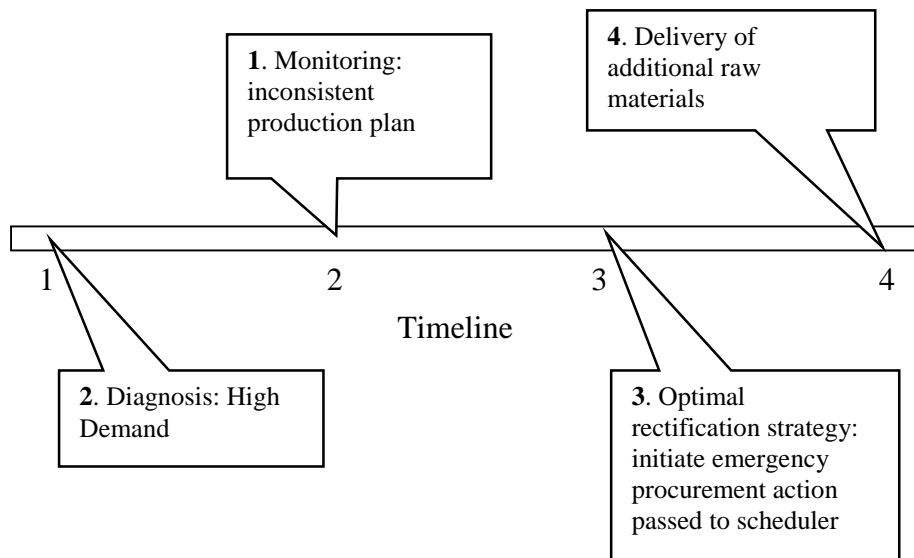 1. Monitoring:
inconsistent
production plan
4. Delivery of
additional raw
materials
1 2 3 4
Timeline
2. Diagnosis: High
Demand
3. Optimal
rectification strategy:
initiate emergency
procurement action
passed to scheduler